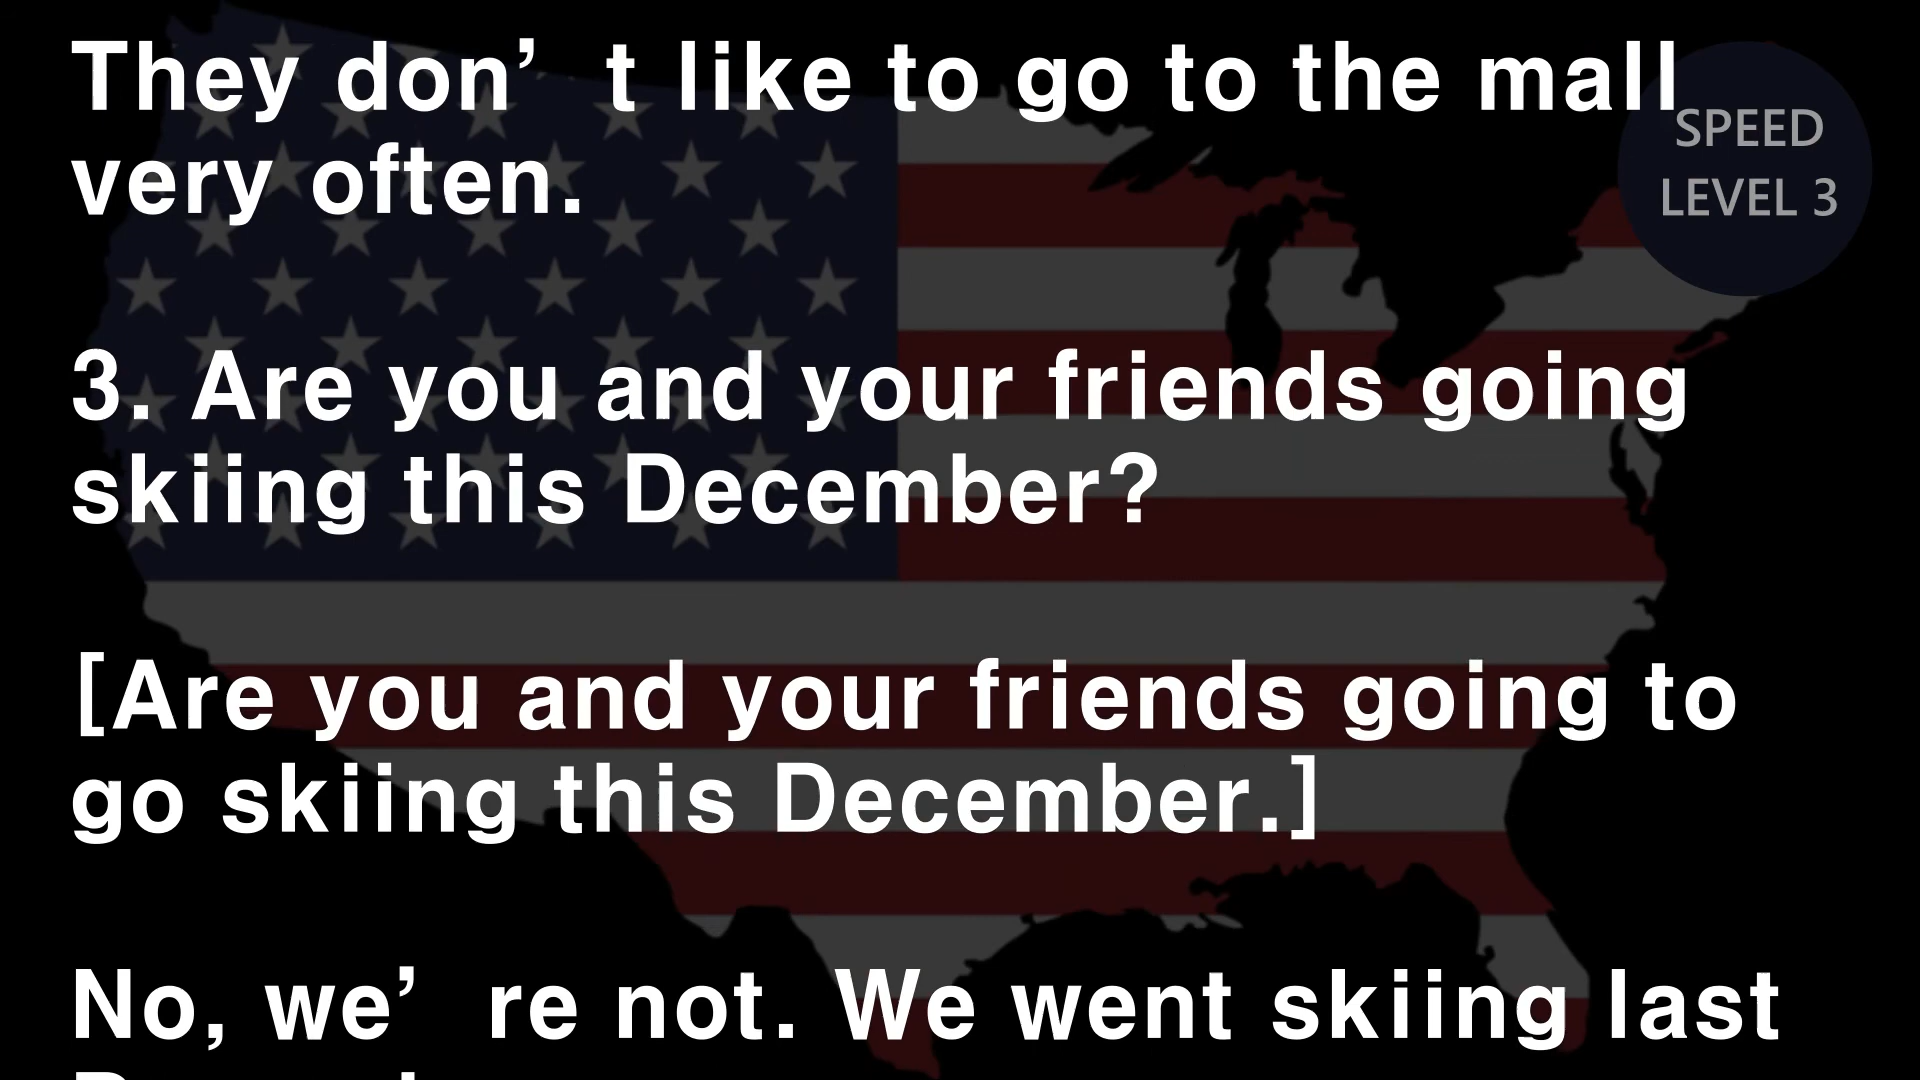 They don’t like to go to the mall
very often.
SPEED
LEVEL 3
3. Are you and your friends going
skiing this December?
[Are you and your friends going to
go skiing this December.]
No, we’re not. We went skiing last